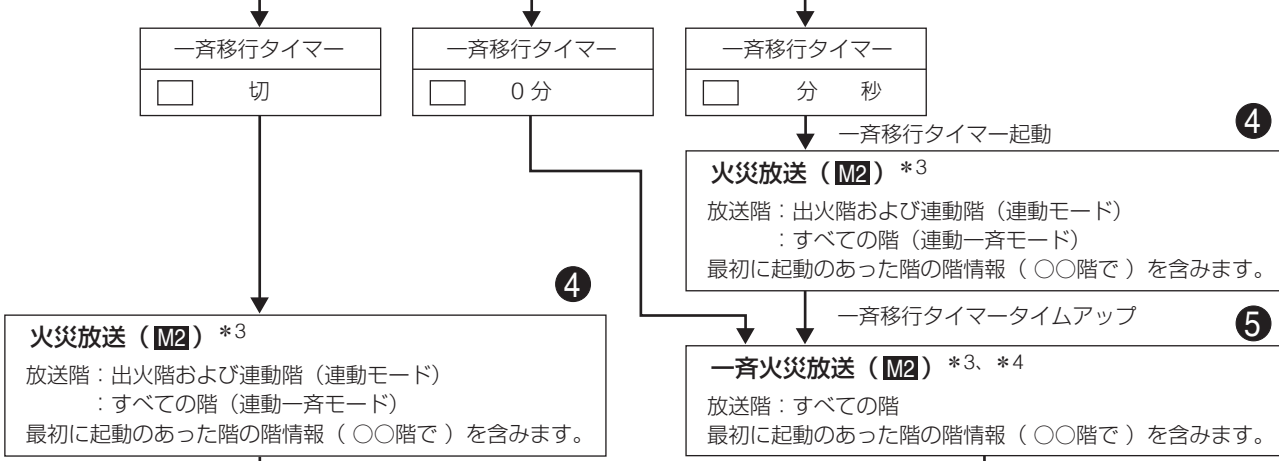 一斉移行タイマー
切
一斉移行タイマー
0分
一斉移行タイマー
分 秒
一斉移行タイマー起動
❹
火災放送（M2）*3
放送階：出火階および連動階（連動モード）
：すべての階（連動一斉モード）
最初に起動のあった階の階情報（○○階で）を含みます。
❹
火災放送（M2）*3
放送階：出火階および連動階（連動モード）
：すべての階（連動一斉モード）
最初に起動のあった階の階情報（○○階で）を含みます。
一斉移行タイマータイムアップ
❺
一斉火災放送（M2）*3、*4
放送階：すべての階
最初に起動のあった階の階情報（○○階で）を含みます。